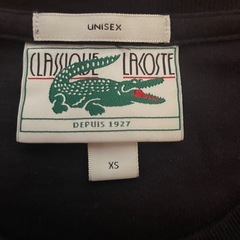 UNISEX
CLASSIQUE LACOSTE
DEPUIS 1927
XS